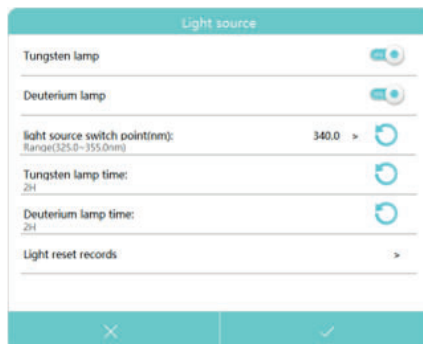 Light source
Tungsten lamp
Deuterium lamp
light source switch point(nm): 340.0 >
Range(325.0~355.0nm)
Tungsten lamp time:
2H
Deuterium lamp time:
2H
Light reset records >